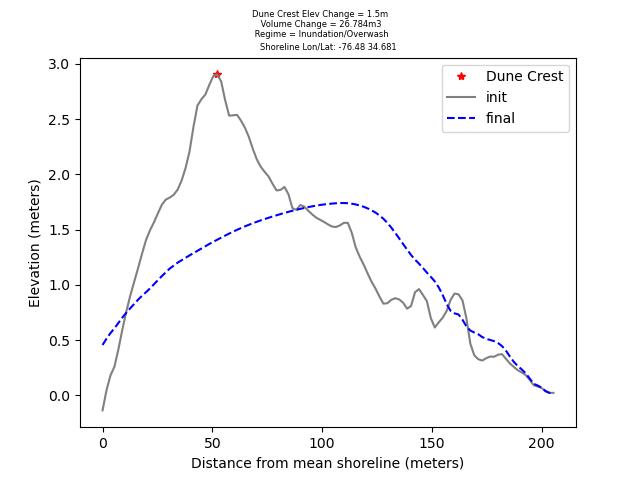 Dune Crest Elev Change = 1.5m
Volume Change = 26.784m3
Regime = Inundation/Overwash
Shoreline Lon/Lat: -76.48 34.681
Dune Crest
init
final
3.0
2.5
2.0
1.5
1.0
0.5
0.0
Elevation (meters)
0
50
100
150
200
Distance from mean shoreline (meters)